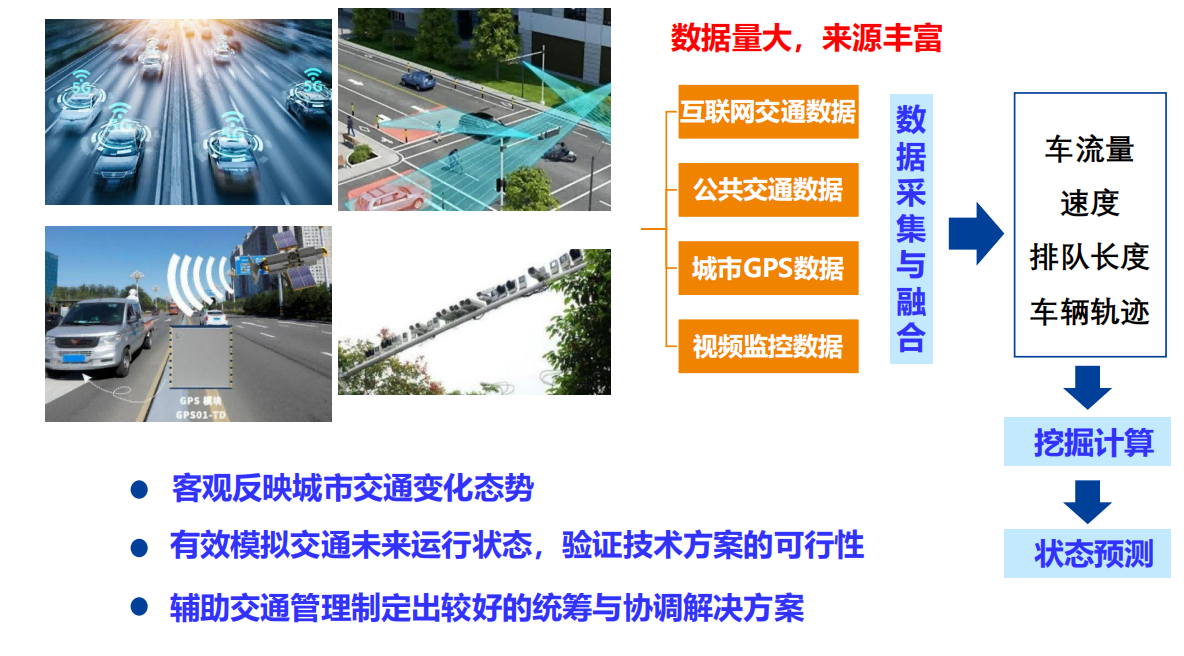 5G
5G
数据量大，来源丰富
互联网交通数据
公共交通数据
城市GPS数据
视频监控数据
数据采集与融合
车流量
速度
排队长度
车辆轨迹
挖掘计算
状态预测
GPS 模块
GPS01-TD
客观反映城市交通变化态势
有效模拟交通未来运行状态，验证技术方案的可行性
辅助交通管理制定出较好的统筹与协调解决方案